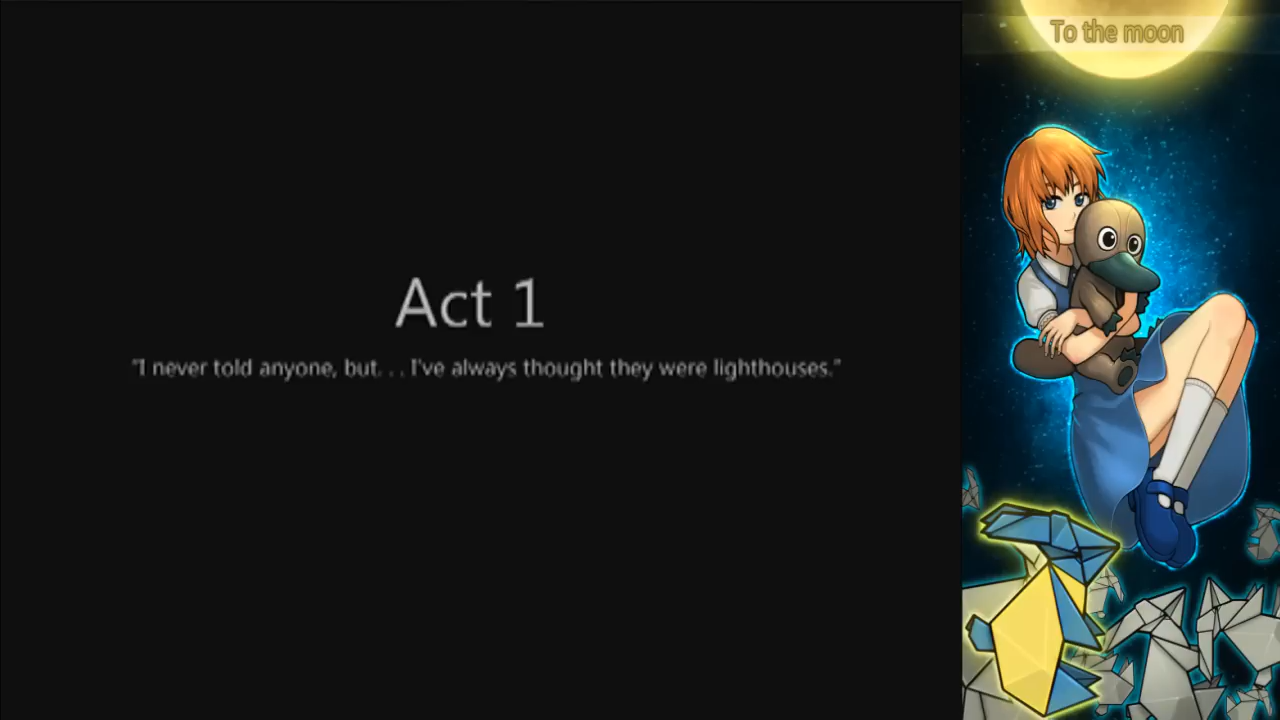 To the moon
Act 1
"I never told anyone, but. . . I've always thought they were lighthouses."